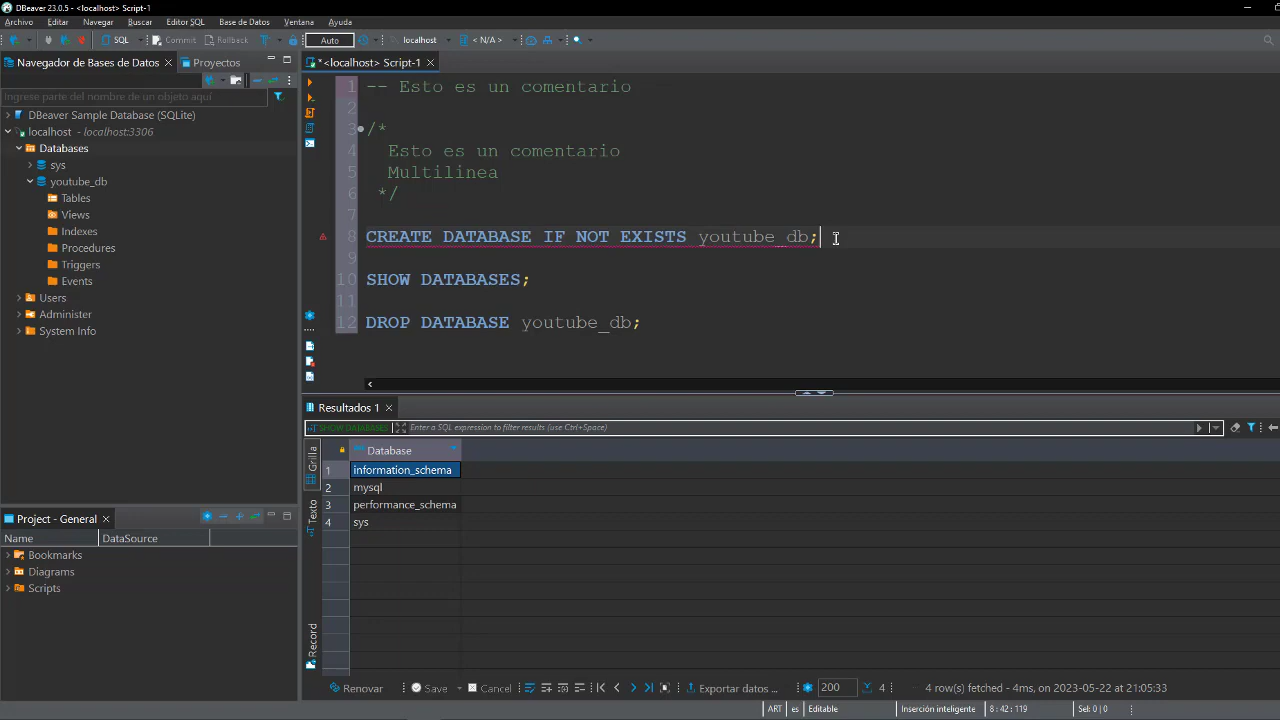 DBeaver 23.0.5 - <localhost> Script-1
Archivo Editar Navegar Buscar Editor SQL Base de Datos Ventana Ayuda
SQL Commit Rollback Auto localhost < N/A >
Navegador de Bases de Datos Proyectos
*<localhost> Script-1
Ingrese parte del nombre de un objeto aquí
DBeaver Sample Database (SQLite)
localhost - localhost:3306
Databases
sys
youtube_db
Tables
Views
Indexes
Procedures
Triggers
Events
Users
Administer
System Info
1 -- Esto es un comentario
2
3 /*
4 Esto es un comentario
5 Multilinea
6 */
7
8 CREATE DATABASE IF NOT EXISTS youtube_db;
9
10 SHOW DATABASES;
11
12 DROP DATABASE youtube_db;
Project - General
Name DataSource
Bookmarks
Diagrams
Scripts
Resultados 1
SHOW DATABASES Enter a SQL expression to filter results (use Ctrl+Space)
Grilla
Texto
Record
Database
1 information_schema
2 mysql
3 performance_schema
4 sys
Renovar Save Cancel Exportar datos ... 200 4 4 row(s) fetched - 4ms, on 2023-05-22 at 21:05:33
ART es Editable Inserción inteligente 8 : 42 : 119 Sel: 0 | 0